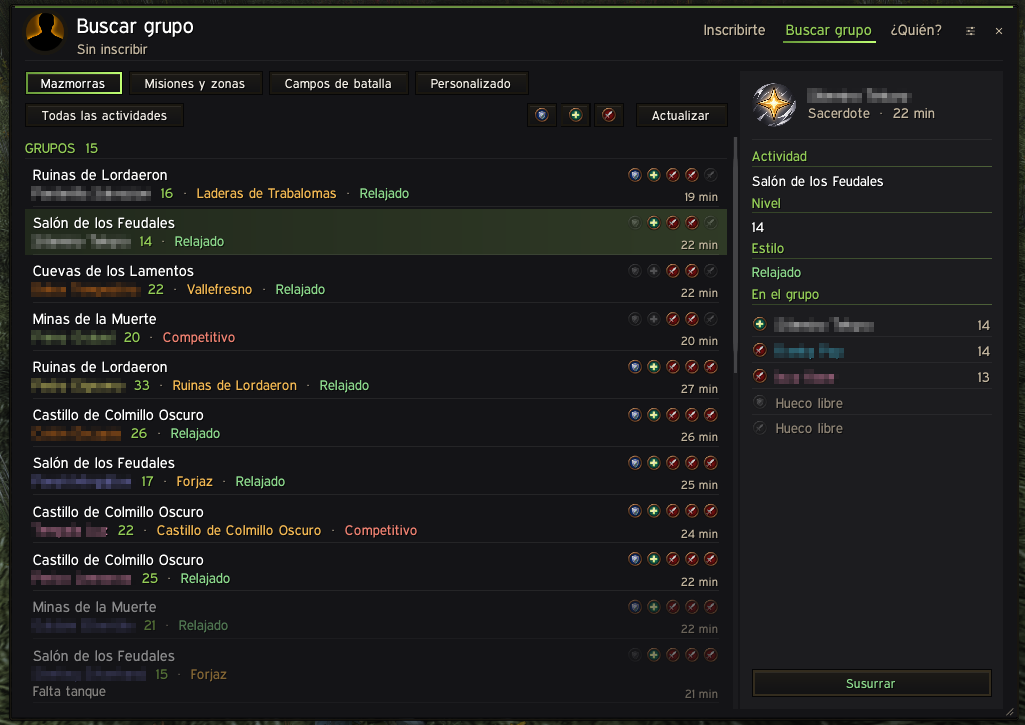 Buscar grupo
Sin inscribir
Inscribirte Buscar grupo ¿Quién?
Mazmorras Misiones y zonas Campos de batalla Personalizado
Todas las actividades Actualizar
GRUPOS 15
Ruinas de Lordaeron
16 · Laderas de Trabalomas · Relajado
19 min
Salón de los Feudales
14 · Relajado
22 min
Cuevas de los Lamentos
22 · Vallefresno · Relajado
22 min
Minas de la Muerte
20 · Competitivo
20 min
Ruinas de Lordaeron
33 · Ruinas de Lordaeron · Relajado
27 min
Castillo de Colmillo Oscuro
26 · Relajado
26 min
Salón de los Feudales
17 · Forjaz · Relajado
25 min
Castillo de Colmillo Oscuro
22 · Castillo de Colmillo Oscuro · Competitivo
24 min
Castillo de Colmillo Oscuro
25 · Relajado
22 min
Minas de la Muerte
21 · Relajado
22 min
Salón de los Feudales
15 · Forjaz
Falta tanque
21 min
Sacerdote · 22 min
Actividad
Salón de los Feudales
Nivel
14
Estilo
Relajado
En el grupo
14
14
13
Hueco libre
Hueco libre
Susurrar